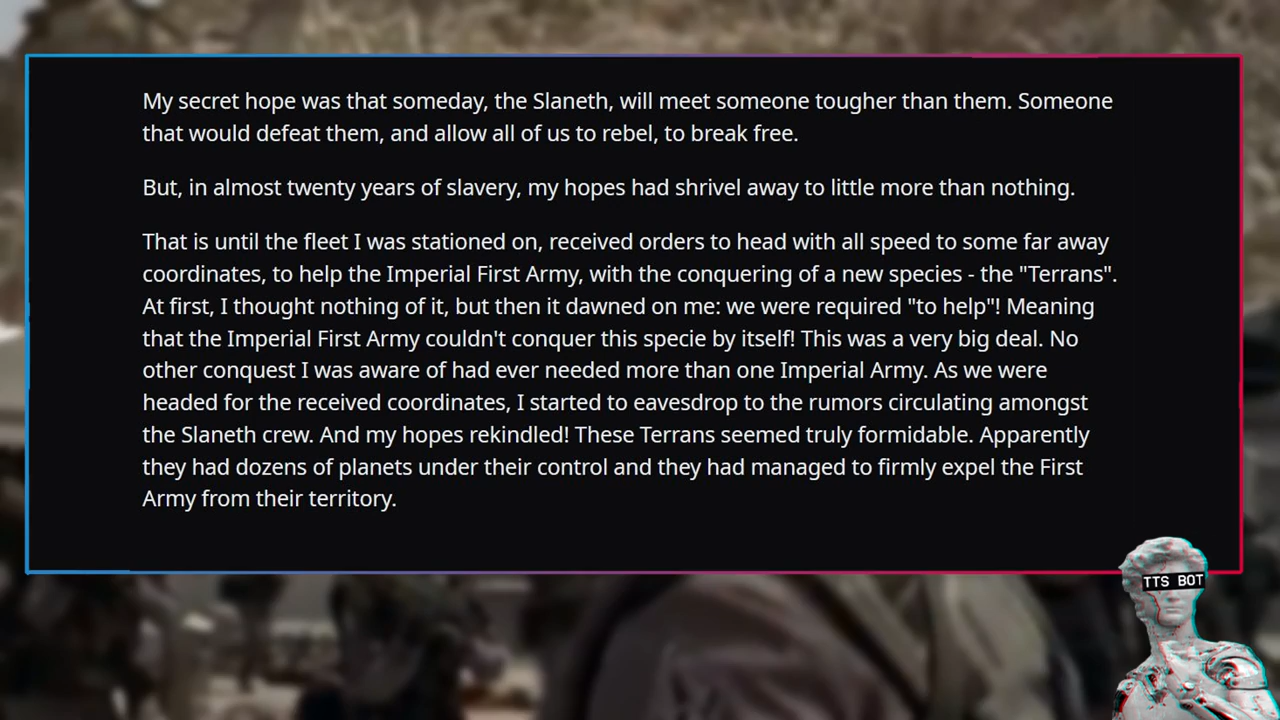 My secret hope was that someday, the Slaneth, will meet someone tougher than them. Someone
that would defeat them, and allow all of us to rebel, to break free.
But, in almost twenty years of slavery, my hopes had shrivel away to little more than nothing.
That is until the fleet I was stationed on, received orders to head with all speed to some far away
coordinates, to help the Imperial First Army, with the conquering of a new species - the "Terrans".
At first, I thought nothing of it, but then it dawned on me: we were required "to help"! Meaning
that the Imperial First Army couldn't conquer this specie by itself! This was a very big deal. No
other conquest I was aware of had ever needed more than one Imperial Army. As we were
headed for the received coordinates, I started to eavesdrop to the rumors circulating amongst
the Slaneth crew. And my hopes rekindled! These Terrans seemed truly formidable. Apparently
they had dozens of planets under their control and they had managed to firmly expel the First
Army from their territory.
TTS BOT